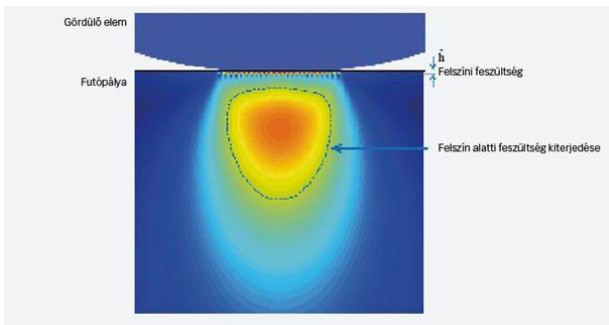 Gördülő elem
ĥ
Felszíni feszültség
Futópálya
Felszín alatti feszültség kiterjedése